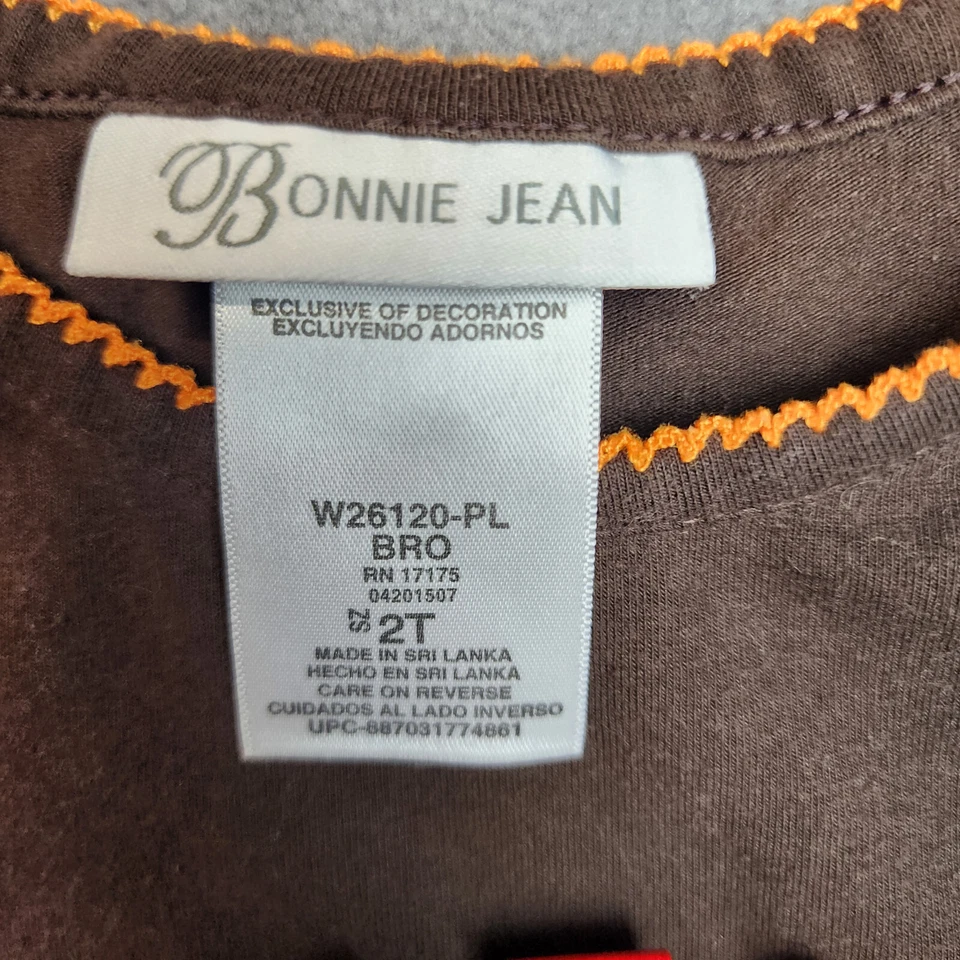 BONNIE JEAN
EXCLUSIVE OF DECORATION
EXCLUYENDO ADORNOS
W26120-PL
BRO
RN 17175
04201507
SZ 2T
MADE IN SRI LANKA
HECHO EN SRI LANKA
CARE ON REVERSE
CUIDADOS AL LADO INVERSO
UPC-887031774861